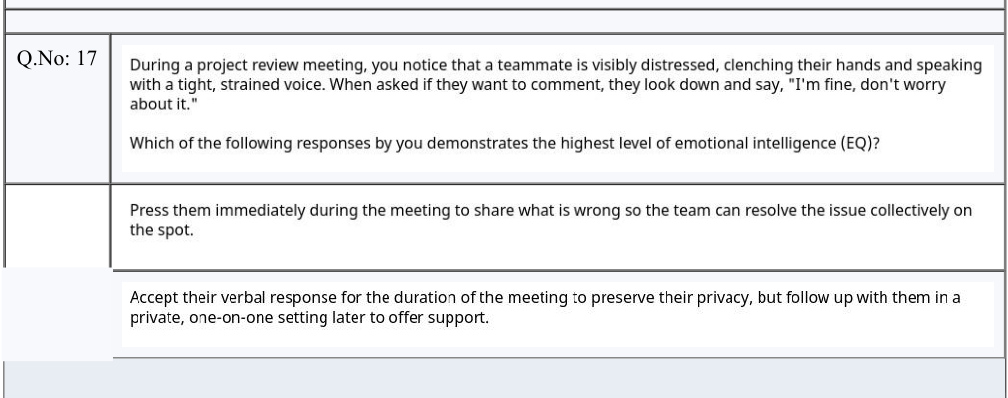 Q.No: 17
During a project review meeting, you notice that a teammate is visibly distressed, clenching their hands and speaking
with a tight, strained voice. When asked if they want to comment, they look down and say, "I'm fine, don't worry
about it."
Which of the following responses by you demonstrates the highest level of emotional intelligence (EQ)?
Press them immediately during the meeting to share what is wrong so the team can resolve the issue collectively on
the spot.
Accept their verbal response for the duration of the meeting to preserve their privacy, but follow up with them in a
private, one-on-one setting later to offer support.